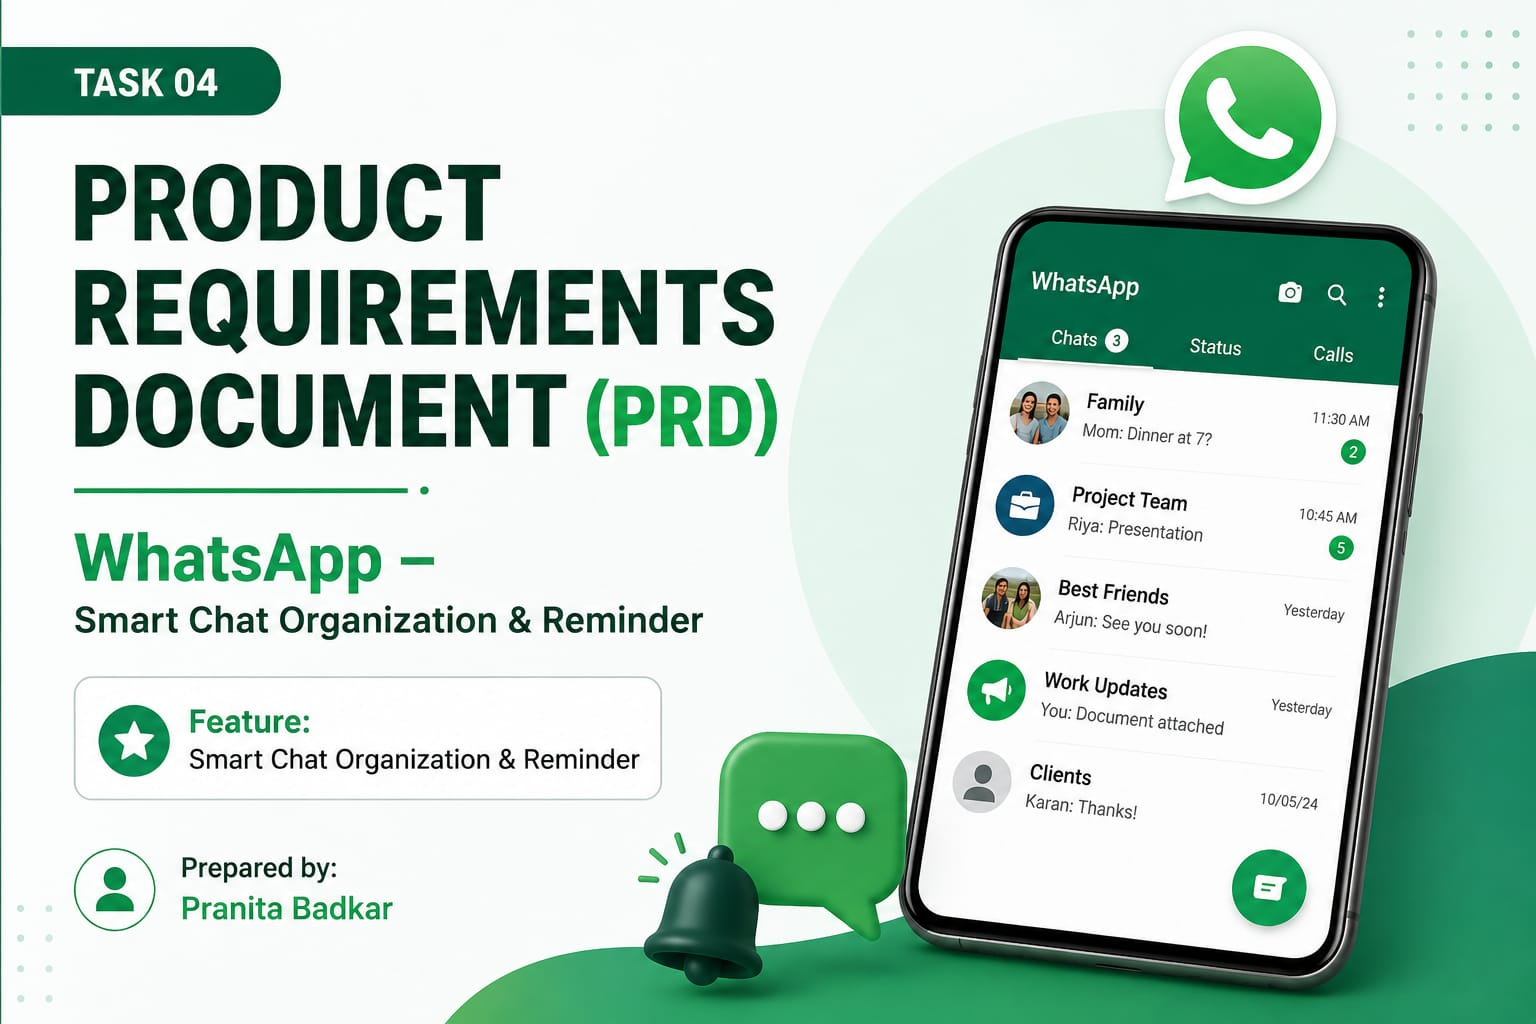 TASK 04
PRODUCT
REQUIREMENTS
DOCUMENT (PRD)
WhatsApp –
Smart Chat Organization & Reminder
Feature:
Smart Chat Organization & Reminder
Prepared by:
Pranita Badkar
WhatsApp
Chats 3 Status Calls
Family 11:30 AM
Mom: Dinner at 7? 2
Project Team 10:45 AM
Riya: Presentation 5
Best Friends Yesterday
Arjun: See you soon!
Work Updates Yesterday
You: Document attached
Clients 10/05/24
Karan: Thanks!